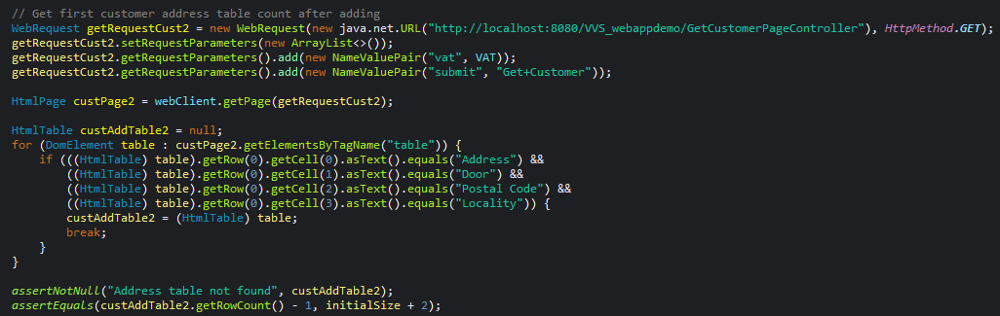 // Get first customer address table count after adding
WebRequest getRequestCust2 = new WebRequest(new java.net.URL("http://localhost:8080/VVS_webappdemo/GetCustomerPageController"), HttpMethod.GET);
getRequestCust2.setRequestParameters(new ArrayList<>());
getRequestCust2.getRequestParameters().add(new NameValuePair("vat", VAT));
getRequestCust2.getRequestParameters().add(new NameValuePair("submit", "Get+Customer"));

HtmlPage custPage2 = webClient.getPage(getRequestCust2);

HtmlTable custAddTable2 = null;
for (DomElement table : custPage2.getElementsByTagName("table")) {
    if (((HtmlTable) table).getRow(0).getCell(0).asText().equals("Address") &&
        ((HtmlTable) table).getRow(0).getCell(1).asText().equals("Door") &&
        ((HtmlTable) table).getRow(0).getCell(2).asText().equals("Postal Code") &&
        ((HtmlTable) table).getRow(0).getCell(3).asText().equals("Locality")) {
        custAddTable2 = (HtmlTable) table;
        break;
    }
}

assertNotNull("Address table not found", custAddTable2);
assertEquals(custAddTable2.getRowCount() - 1, initialSize + 2);